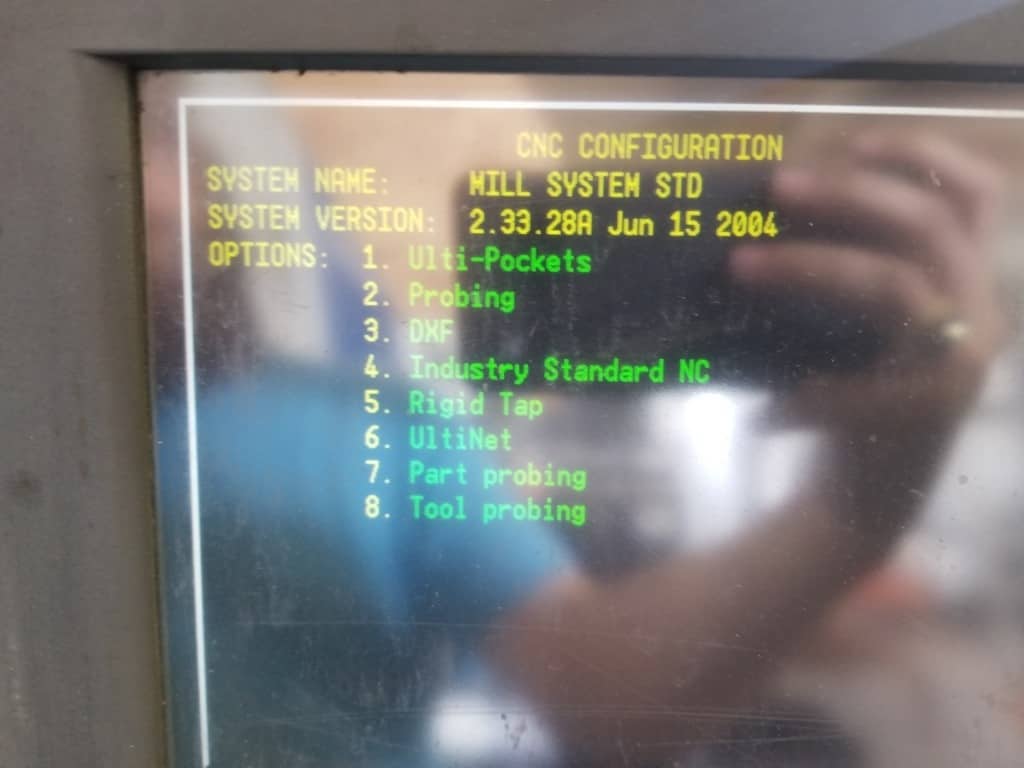 CNC CONFIGURATION
SYSTEM NAME: MILL SYSTEM STD
SYSTEM VERSION: 2.33.28A Jun 15 2004
OPTIONS: 1. Ulti-Pockets
2. Probing
3. DXF
4. Industry Standard NC
5. Rigid Tap
6. UltiNet
7. Part probing
8. Tool probing